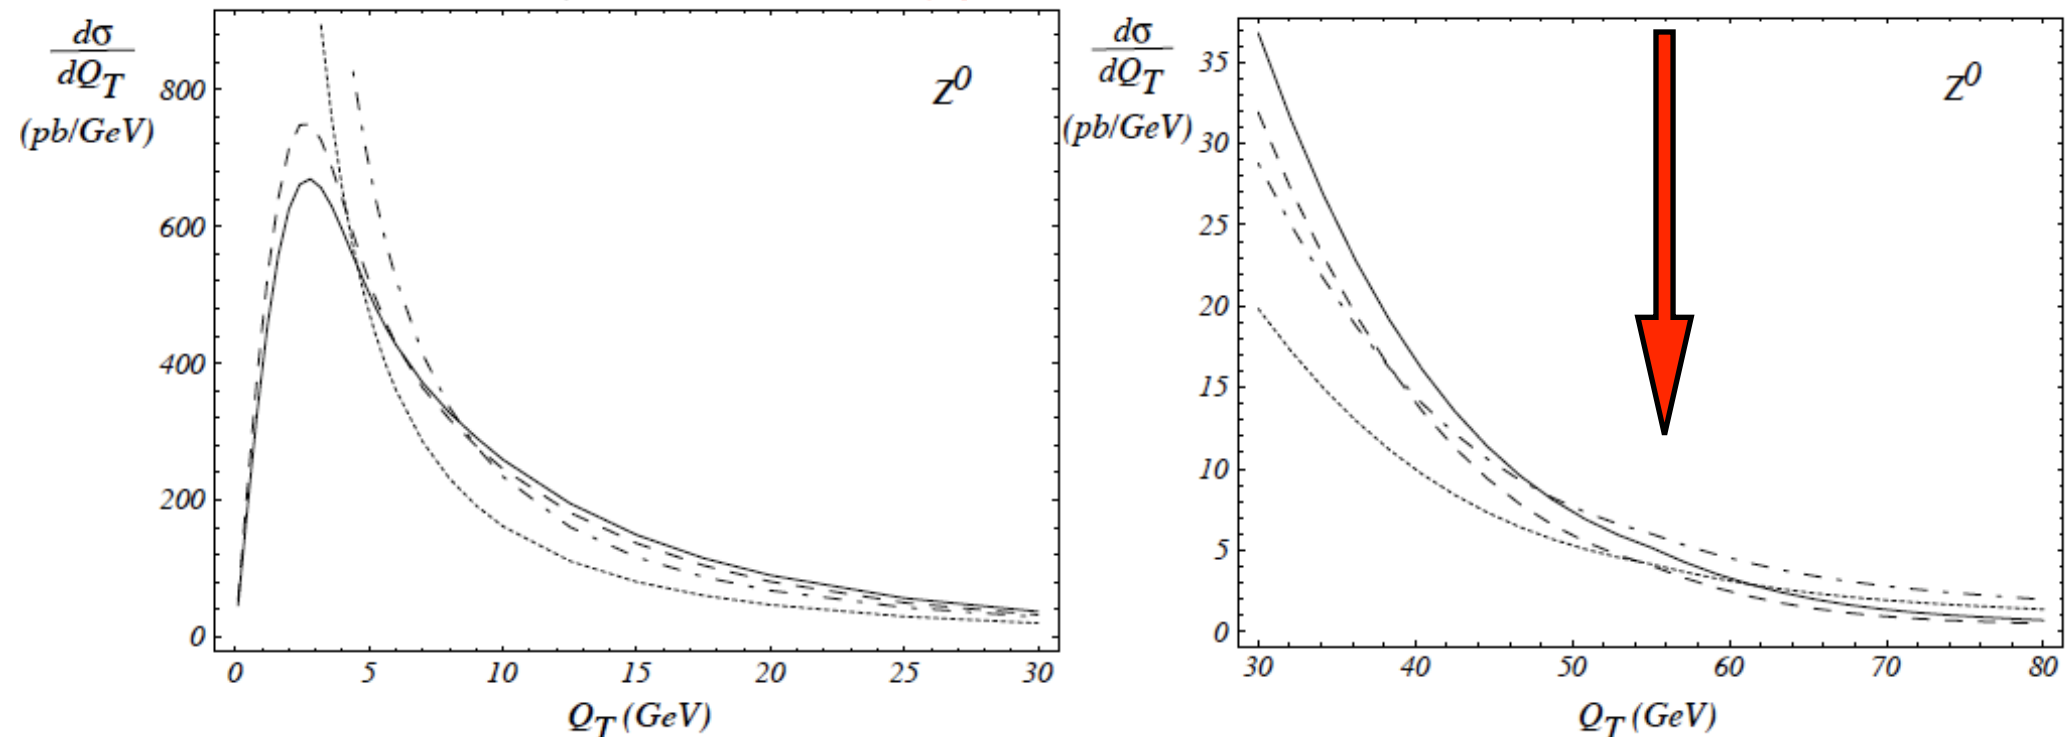 dσ
dQ_T
(pb/GeV)
800
600
400
200
0
Z^0
0 5 10 15 20 25 30
Q_T (GeV)
dσ
dQ_T
(pb/GeV)
35
30
25
20
15
10
5
0
Z^0
30 40 50 60 70 80
Q_T (GeV)